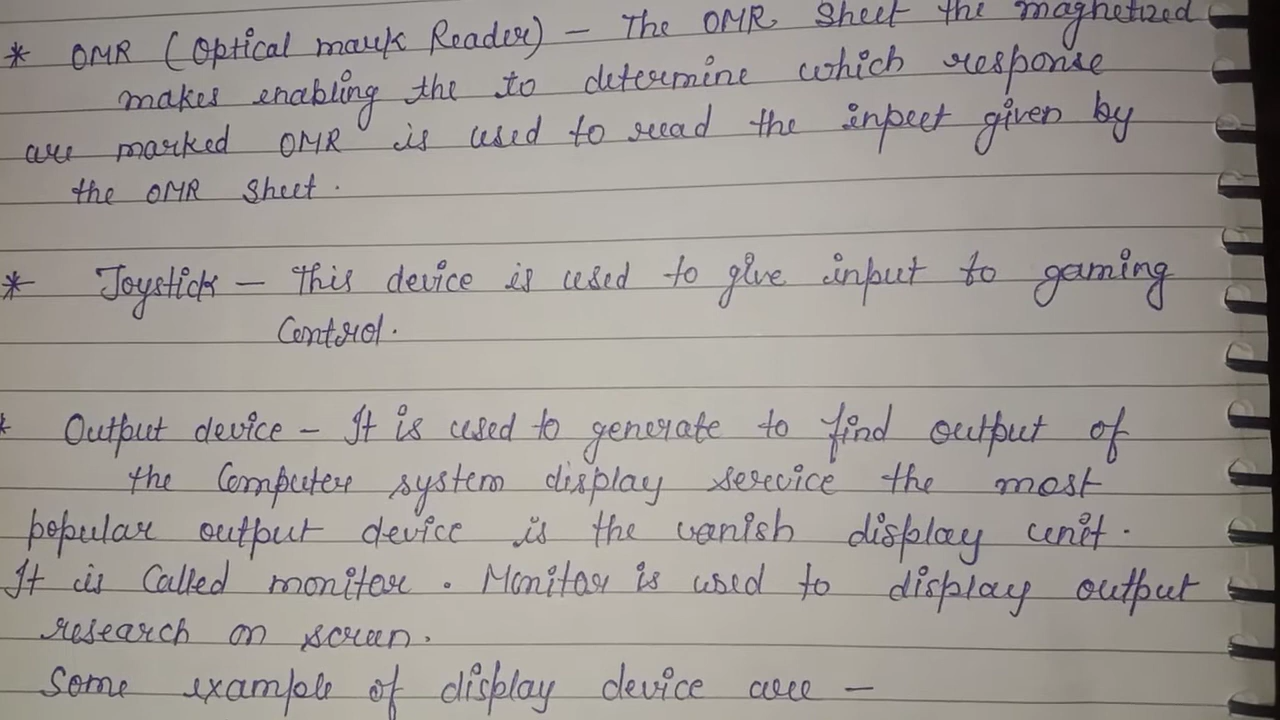 * OMR (Optical mark Reader) - The OMR sheet the magnetized
makes enabling the to determine which response
are marked OMR is used to read the input given by
the OMR sheet.
* Joystick - This device is used to give input to gaming
Control.
* Output device - It is used to generate to find output of
the Computer system display service the most
popular output device is the vanish display unit.
It is Called monitor. Monitor is used to display output
research on screen.
Some example of display device are -